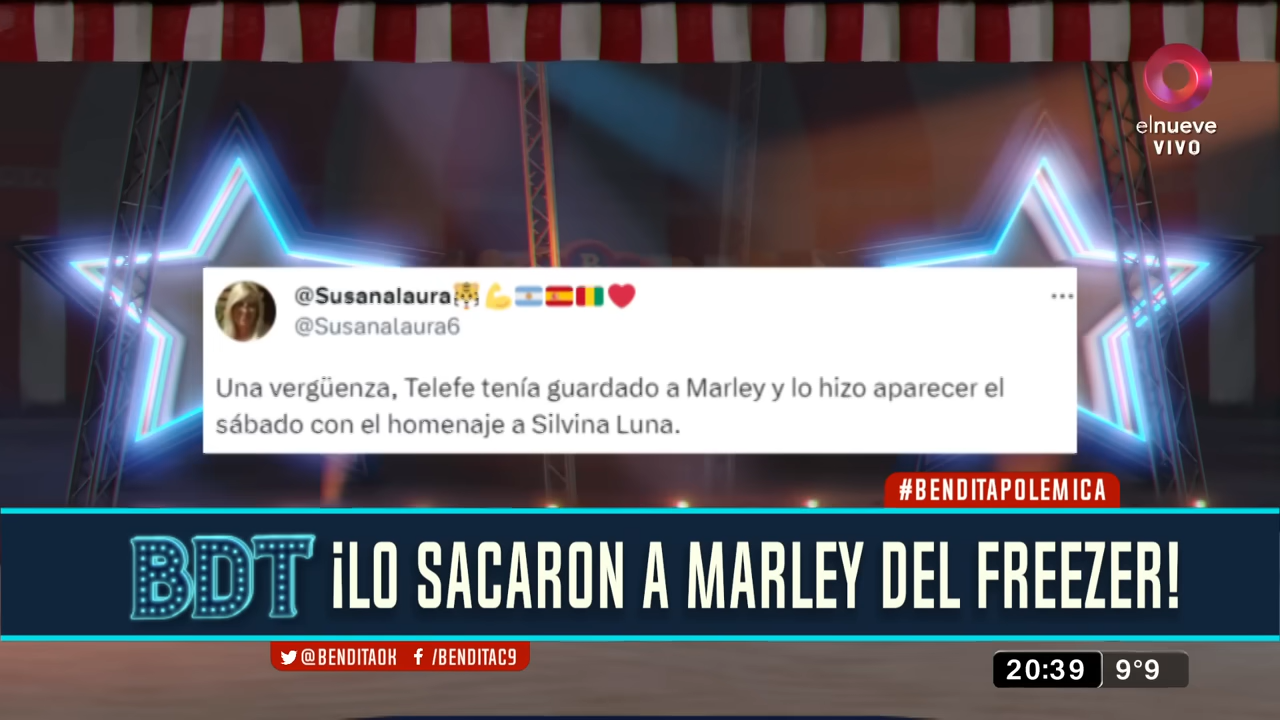 elnueve
VIVO
@Susanalaura🐯💪🇦🇷🇪🇸🇬🇳❤️
@Susanalaura6
Una vergüenza, Telefe tenía guardado a Marley y lo hizo aparecer el
sábado con el homenaje a Silvina Luna.
#BENDITAPOLEMICA
BDT ¡LO SACARON A MARLEY DEL FREEZER!
@BENDITAOK /BENDITAC9
20:39 9°9